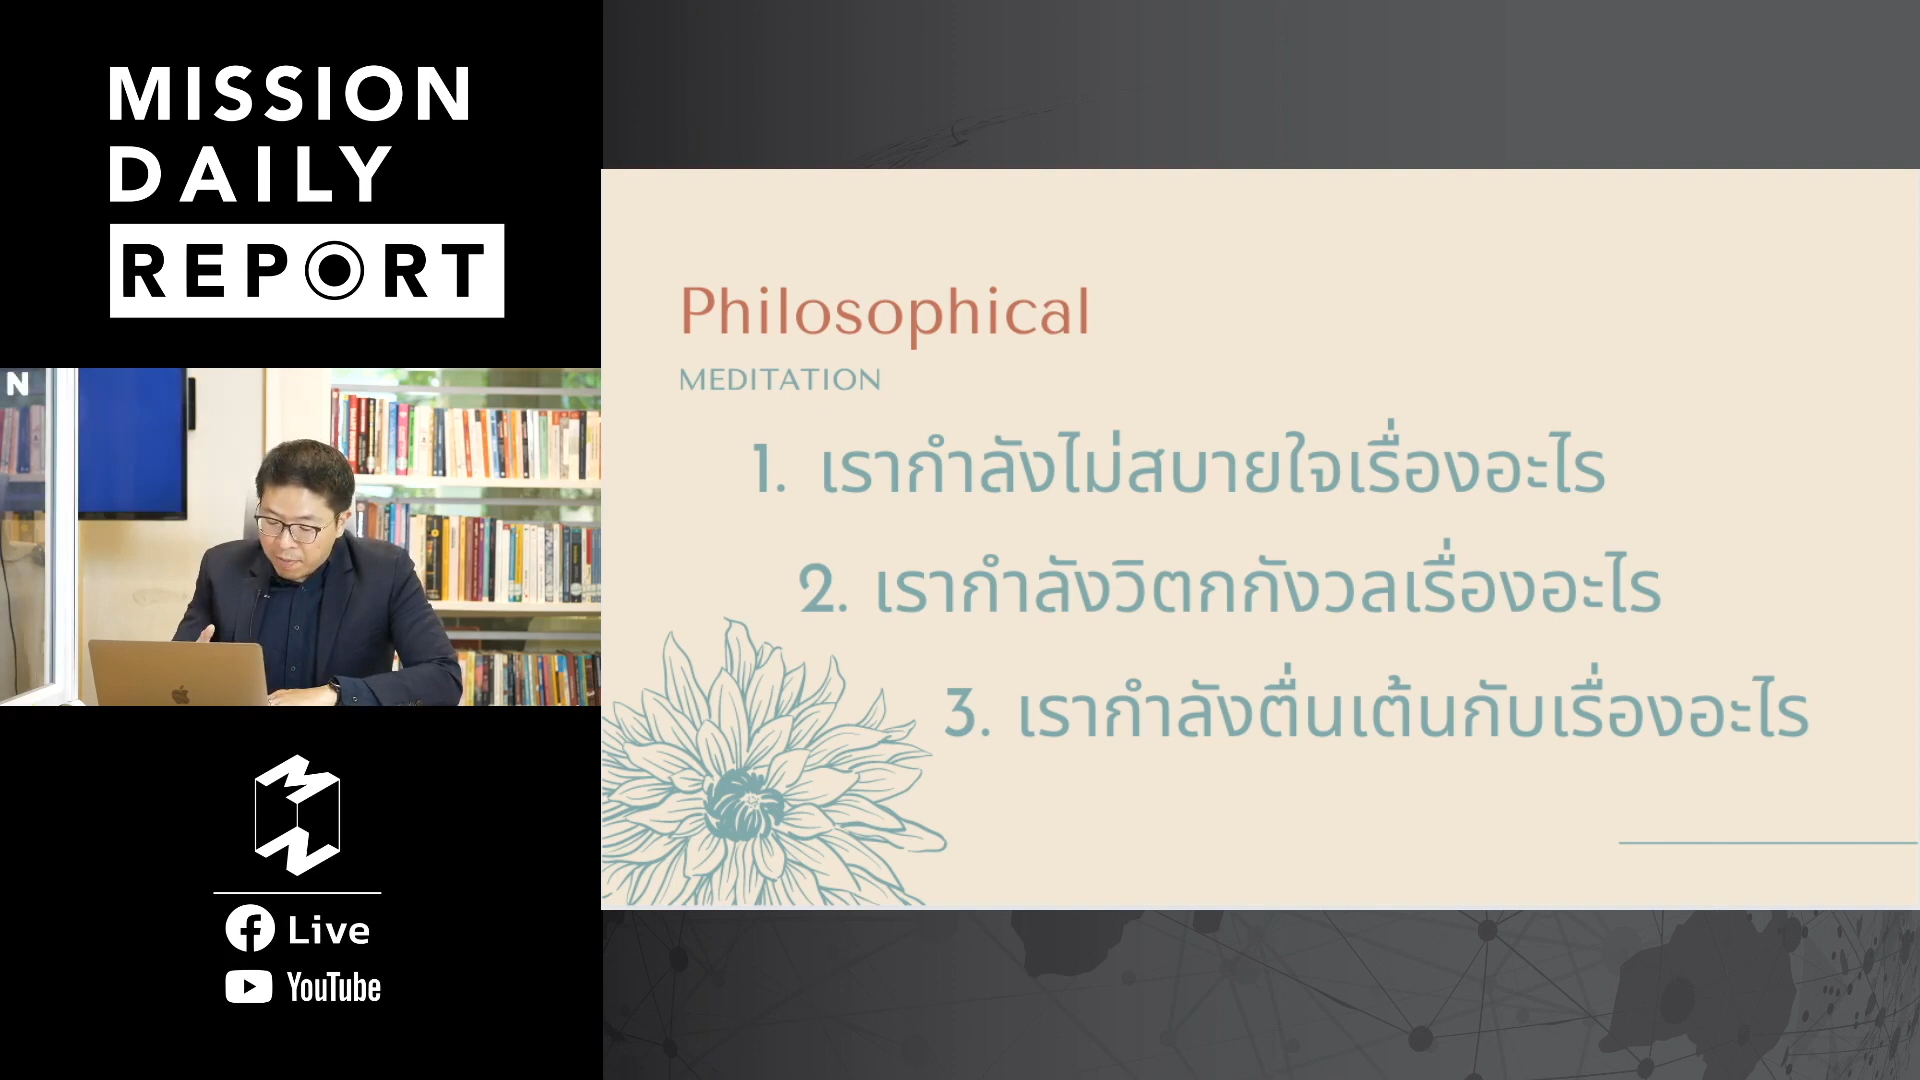 MISSION
DAILY
REPORT
N
Live
YouTube
Philosophical
MEDITATION
1. เรากำลังไม่สบายใจเรื่องอะไร
2. เรากำลังวิตกกังวลเรื่องอะไร
3. เรากำลังตื่นเต้นกับเรื่องอะไร